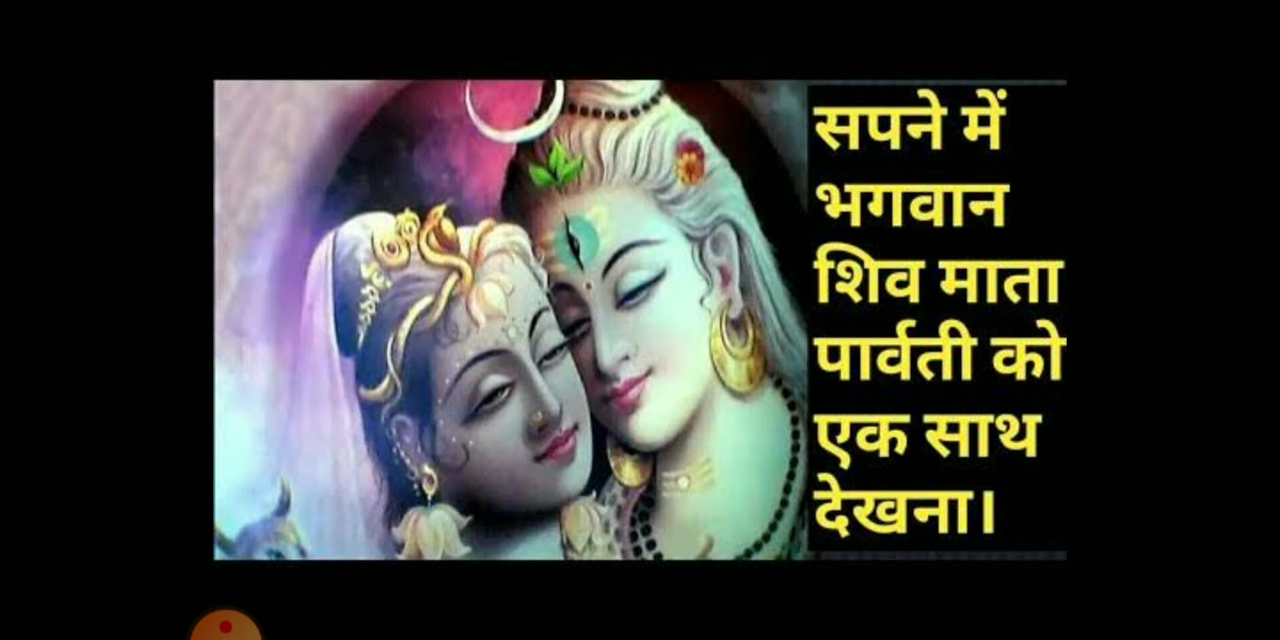 सपने में
भगवान
शिव माता
पार्वती को
एक साथ
देखना।